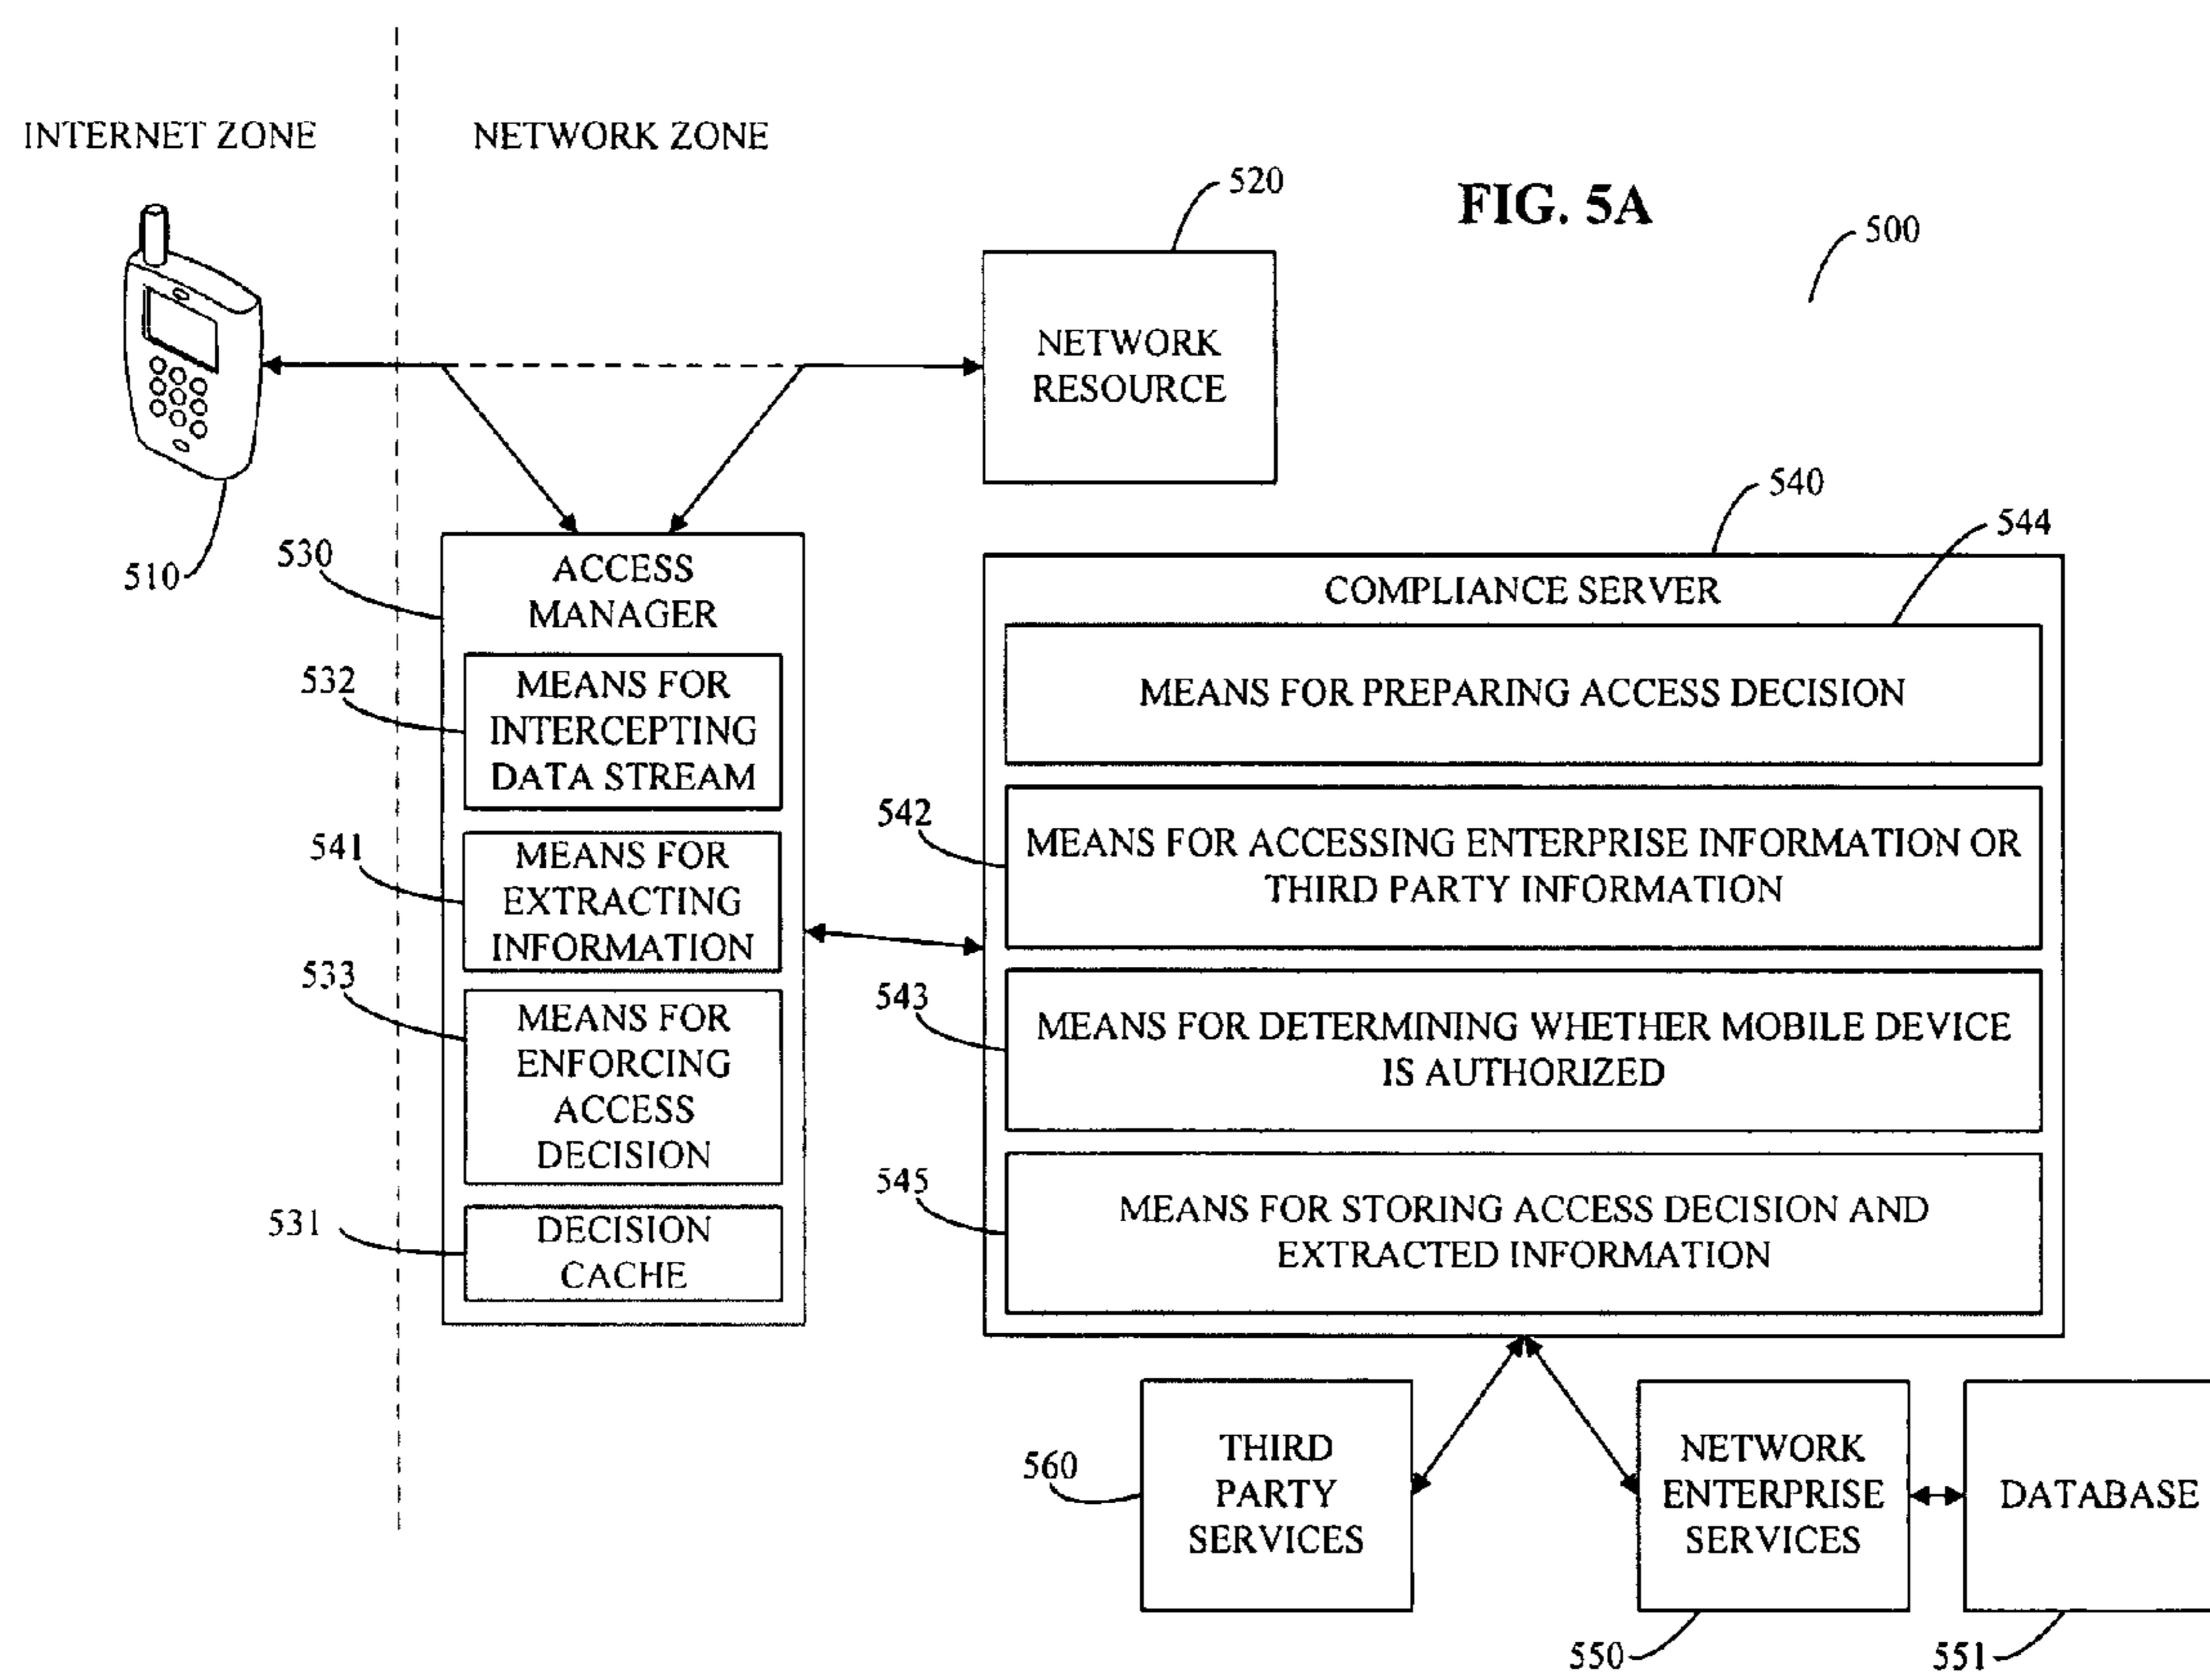 INTERNET ZONE
NETWORK ZONE
FIG. 5A
500
520
NETWORK
RESOURCE
510
530
ACCESS
MANAGER
532
MEANS FOR
INTERCEPTING
DATA STREAM
541
MEANS FOR
EXTRACTING
INFORMATION
533
MEANS FOR
ENFORCING
ACCESS
DECISION
531
DECISION
CACHE
540
544
COMPLIANCE SERVER
MEANS FOR PREPARING ACCESS DECISION
542
MEANS FOR ACCESSING ENTERPRISE INFORMATION OR
THIRD PARTY INFORMATION
543
MEANS FOR DETERMINING WHETHER MOBILE DEVICE
IS AUTHORIZED
545
MEANS FOR STORING ACCESS DECISION AND
EXTRACTED INFORMATION
560
THIRD
PARTY
SERVICES
NETWORK
ENTERPRISE
SERVICES
550
DATABASE
551